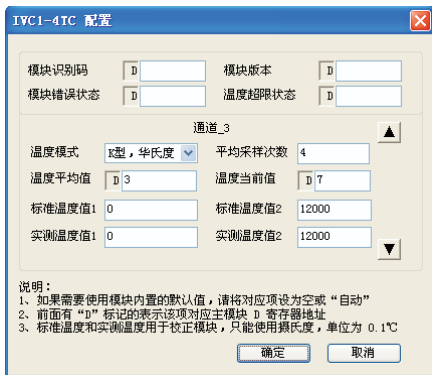 IVC1-4TC 配置
模块识别码 D 模块版本 D
模块错误状态 D 温度超限状态 D
通道_3
温度模式 K型，华氏度 平均采样次数 4
温度平均值 D 3 温度当前值 D 7
标准温度值1 0 标准温度值2 12000
实测温度值1 0 实测温度值2 12000
说明：
1、如果需要使用模块内置的默认值，请将对应项设为空或“自动”
2、前面有“D”标记的表示该项对应主模块 D 寄存器地址
3、标准温度和实测温度用于校正模块，只能使用摄氏度，单位为 0.1℃
确定 取消